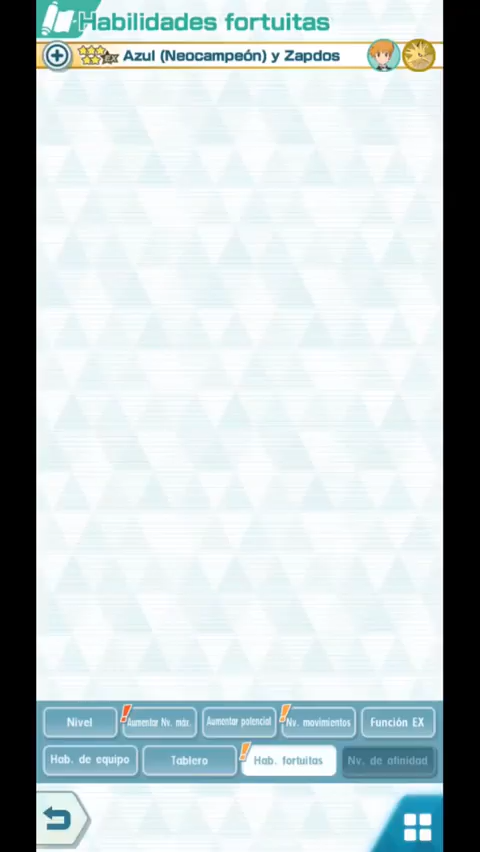 Habilidades fortuitas
EX Azul (Neocampeón) y Zapdos
Nivel
Aumentar Nv. máx.
Aumentar potencial
Nv. movimientos
Función EX
Hab. de equipo
Tablero
Hab. fortuitas
Nv. de afinidad